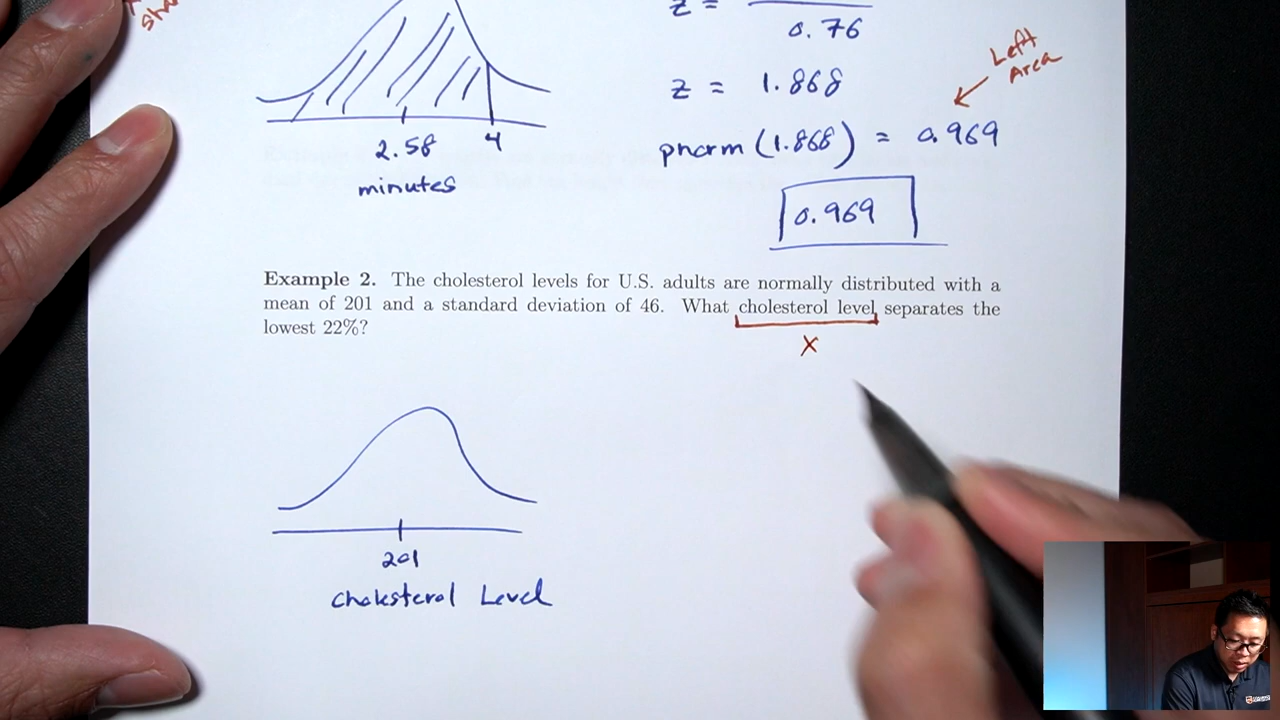 z =
0.76
Left
Area
z = 1.868
2.58 4
minutes
pnorm (1.868) = 0.969
0.969
Example 2. The cholesterol levels for U.S. adults are normally distributed with a
mean of 201 and a standard deviation of 46. What cholesterol level separates the
lowest 22%?
x
201
Cholesterol Level